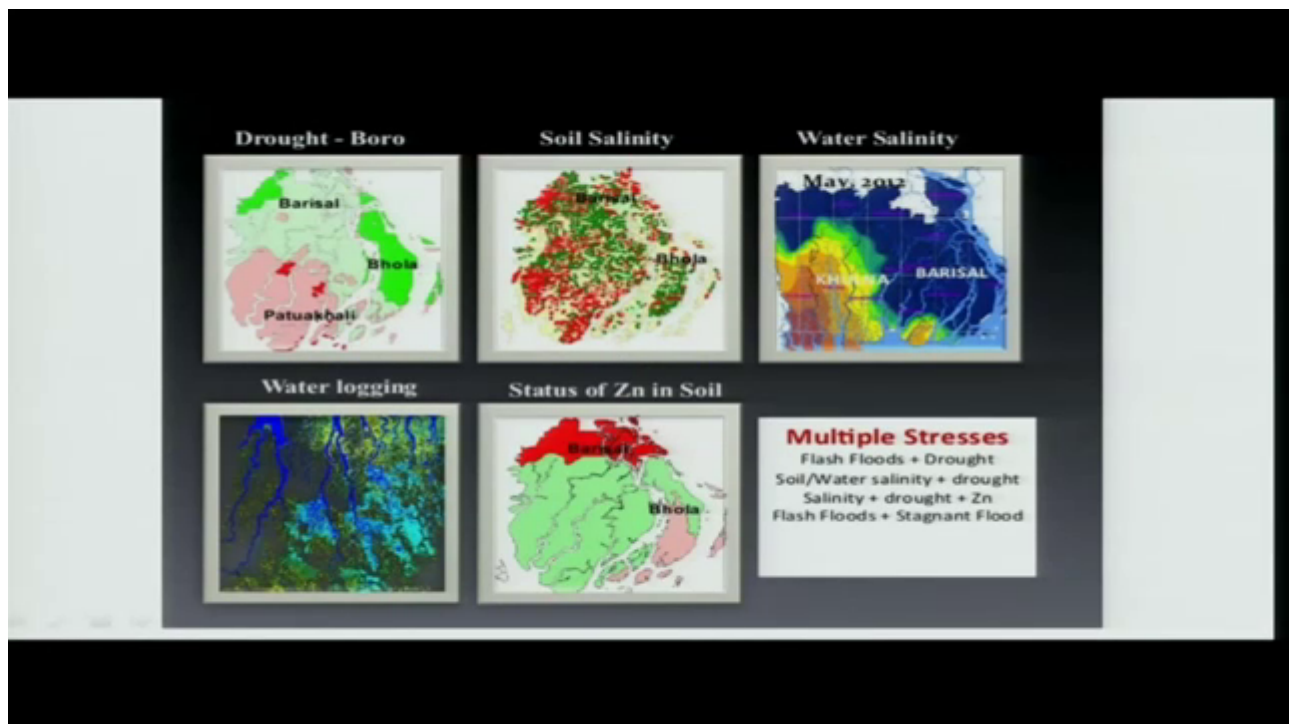 Drought - Boro
Barisal
Bhola
Patuakhali
Soil Salinity
Barisal
Bhola
Water Salinity
May, 2012
KHULNA
BARISAL
Water logging
Status of Zn in Soil
Barisal
Bhola
Multiple Stresses
Flash Floods + Drought
Soil/Water salinity + drought
Salinity + drought + Zn
Flash Floods + Stagnant Flood